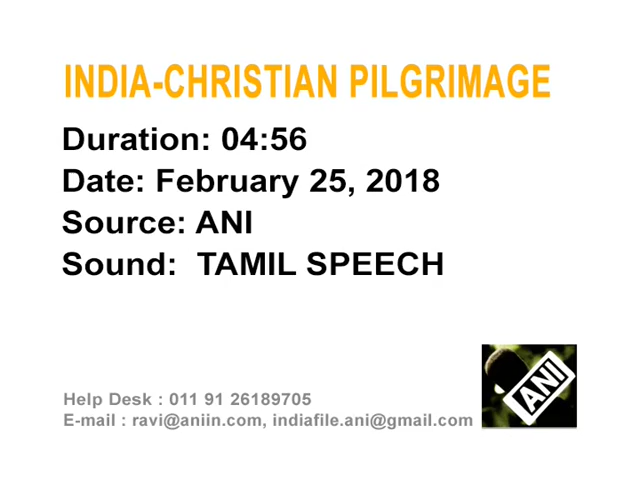 INDIA-CHRISTIAN PILGRIMAGE
Duration: 04:56
Date: February 25, 2018
Source: ANI
Sound: TAMIL SPEECH
Help Desk : 011 91 26189705
E-mail : ravi@aniin.com, indiafile.ani@gmail.com
ANI